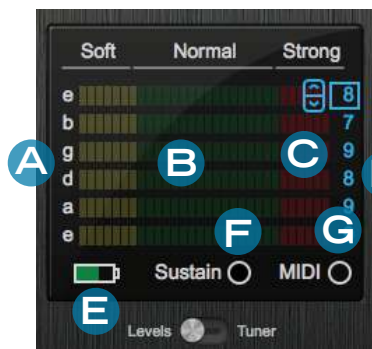 Soft Normal Strong
e 8
b 7
A g B C 9
d 8
a 9
e F G
Sustain MIDI
E
Levels Tuner